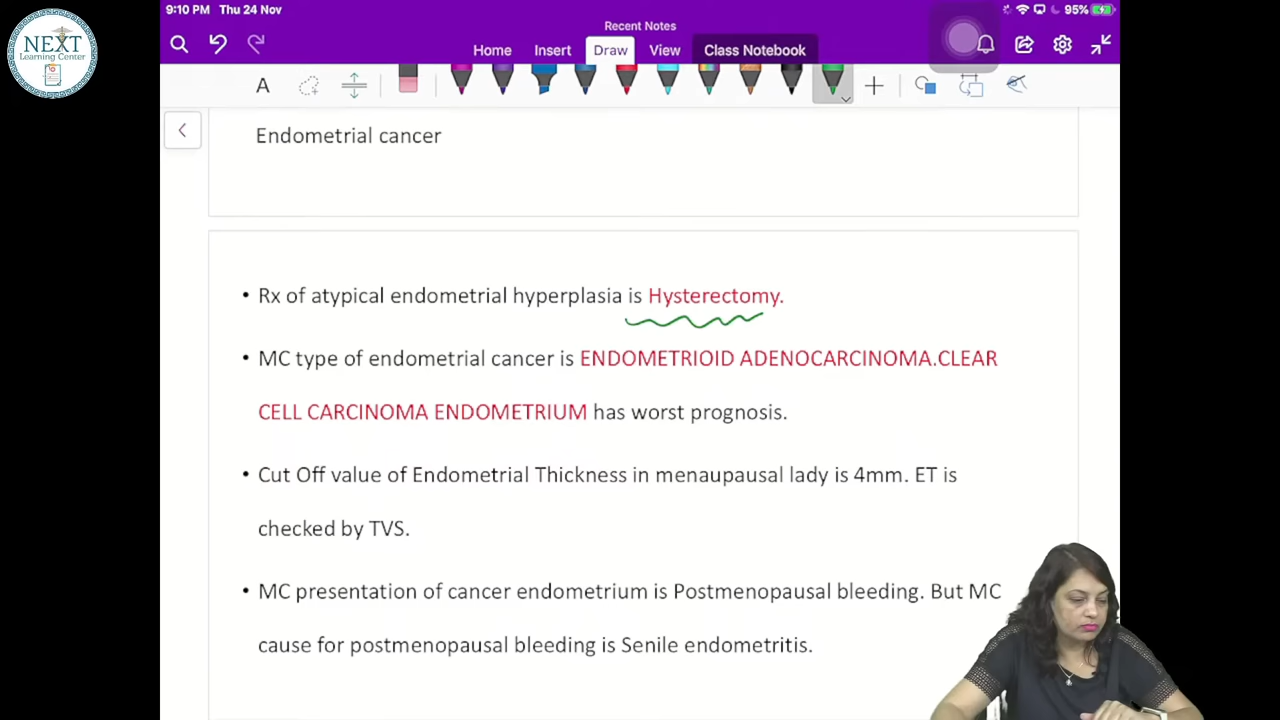 9:10 PM Thu 24 Nov
95%
Recent Notes
Home Insert Draw View Class Notebook
NEXT
Learning Center
A
Endometrial cancer
• Rx of atypical endometrial hyperplasia is Hysterectomy.
• MC type of endometrial cancer is ENDOMETRIOID ADENOCARCINOMA.CLEAR
CELL CARCINOMA ENDOMETRIUM has worst prognosis.
• Cut Off value of Endometrial Thickness in menaupausal lady is 4mm. ET is
checked by TVS.
• MC presentation of cancer endometrium is Postmenopausal bleeding. But MC
cause for postmenopausal bleeding is Senile endometritis.